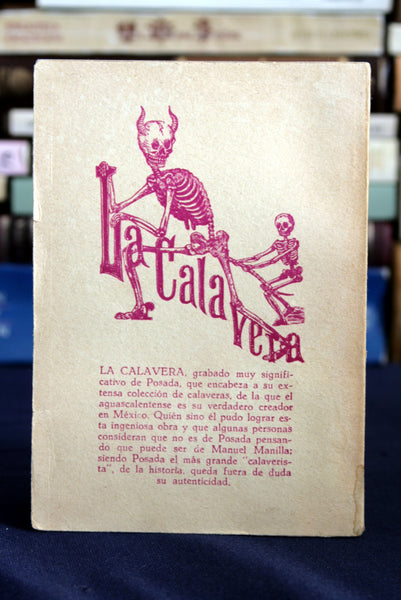 La Calavera
LA CALAVERA, grabado muy signifi-
cativo de Posada, que encabeza a su ex-
tensa colección de calaveras, de la que el
aguascalentense es su verdadero creador
en México. Quién sino él pudo lograr es-
ta ingeniosa obra y que algunas personas
consideran que no es de Posada pensan-
do que puede ser de Manuel Manilla;
siendo Posada el más grande "calaveris-
ta", de la historia, queda fuera de duda
su autenticidad.